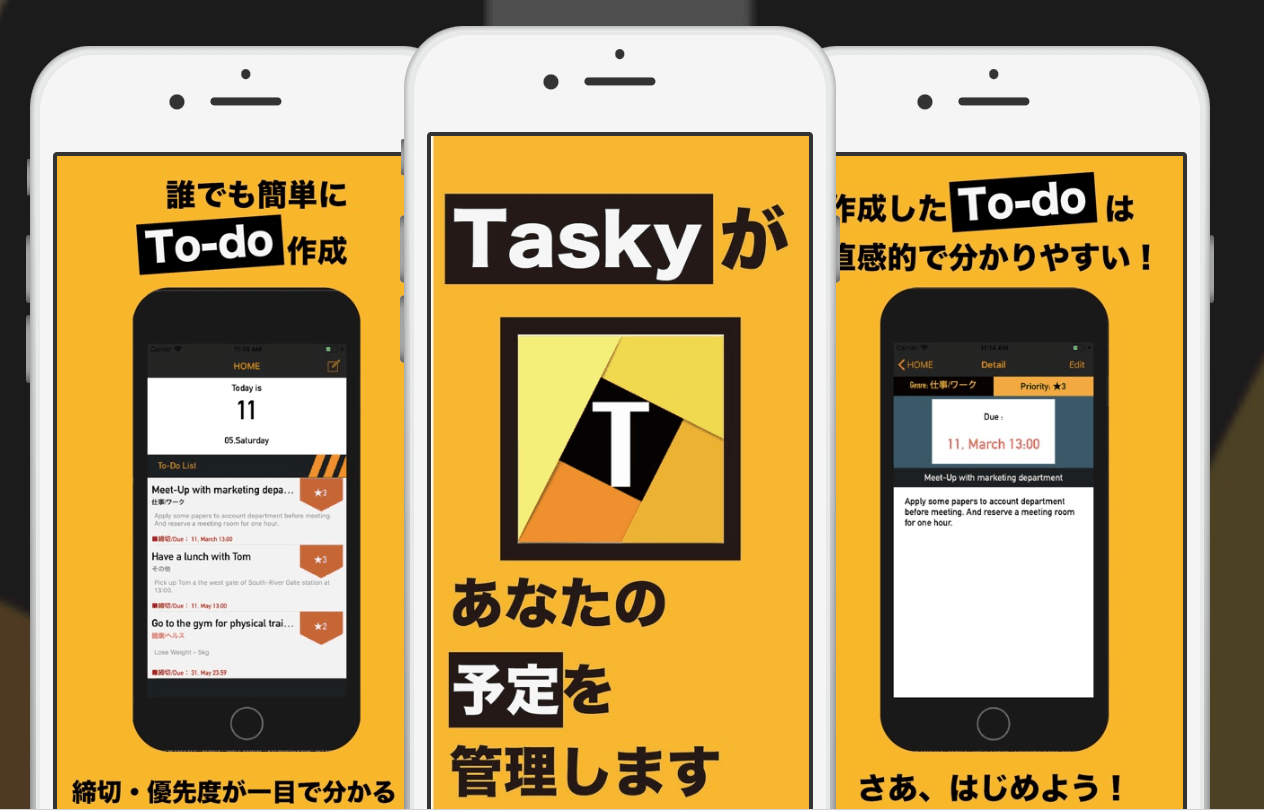 誰でも簡単に
To-do 作成
Carrier 11:14 AM
HOME
Today is
11
05.Saturday
To-Do List
Meet-Up with marketing depa...
★3
仕事/ワーク
Apply some papers to account department before meeting.
And reserve a meeting room for one hour.
■締切/Due： 11. March 13:00
Have a lunch with Tom
★3
その他
Pick up Tom a the west gate of South-River Gate station at
13:00.
■締切/Due： 11. May 13:00
Go to the gym for physical trai...
★2
健康/ヘルス
Lose Weight - 5kg
■締切/Due： 31. May 23:59
締切・優先度が一目で分かる
Taskyが
T
あなたの
予定を
管理します
作成した To-do は
直感的で分かりやすい！
Carrier 11:14 AM
HOME Detail Edit
Genre: 仕事/ワーク Priority: ★3
Due :
11. March 13:00
Meet-Up with marketing department
Apply some papers to account department
before meeting. And reserve a meeting room
for one hour.
さあ、はじめよう！